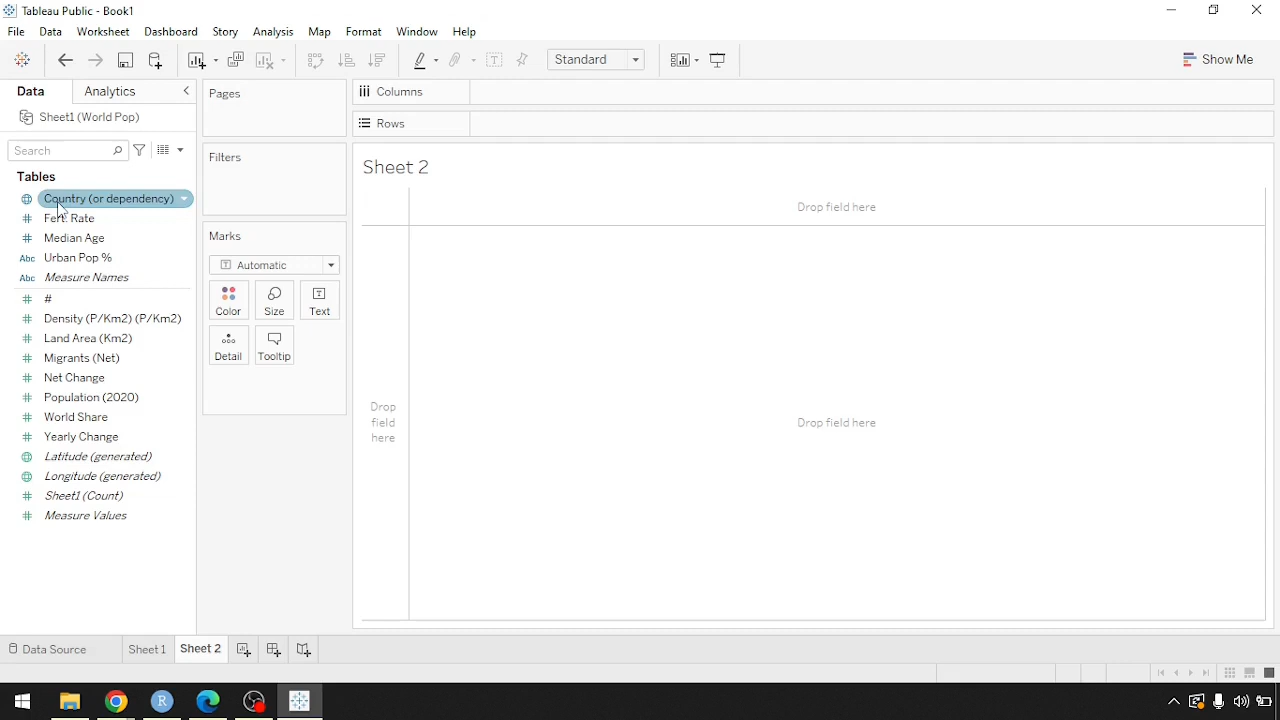 Tableau Public - Book1
File Data Worksheet Dashboard Story Analysis Map Format Window Help
Standard
Show Me
Data Analytics
Sheet1 (World Pop)
Search
Tables
Country (or dependency)
Fert. Rate
Median Age
Abc Urban Pop %
Abc Measure Names
#
Density (P/Km2) (P/Km2)
Land Area (Km2)
Migrants (Net)
Net Change
Population (2020)
World Share
Yearly Change
Latitude (generated)
Longitude (generated)
Sheet1 (Count)
Measure Values
Pages
Filters
Marks
Automatic
Color Size Text
Detail Tooltip
Columns
Rows
Sheet 2
Drop field here
Drop
field
here
Drop field here
Data Source Sheet 1 Sheet 2